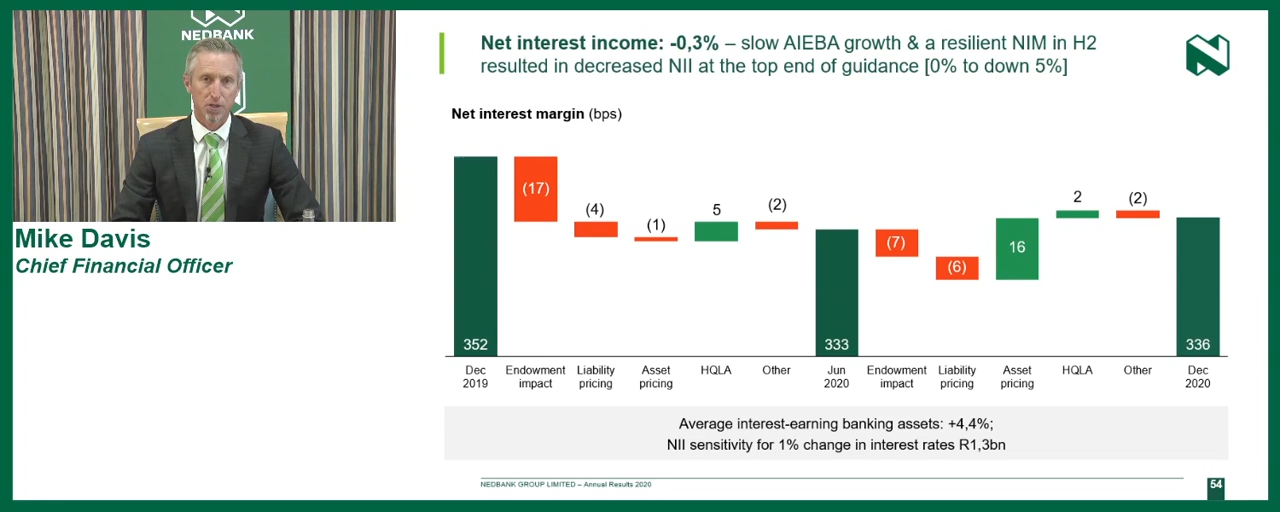 NEDBANK
Mike Davis
Chief Financial Officer
Net interest income: -0,3% – slow AIEBA growth & a resilient NIM in H2
resulted in decreased NII at the top end of guidance [0% to down 5%]
Net interest margin (bps)
(17)
(4)
(1)
5
(2)
(7)
(6)
16
2
(2)
352
333
336
Dec
2019
Endowment
impact
Liability
pricing
Asset
pricing
HQLA
Other
Jun
2020
Endowment
impact
Liability
pricing
Asset
pricing
HQLA
Other
Dec
2020
Average interest-earning banking assets: +4,4%;
NII sensitivity for 1% change in interest rates R1,3bn
NEDBANK GROUP LIMITED – Annual Results 2020
54